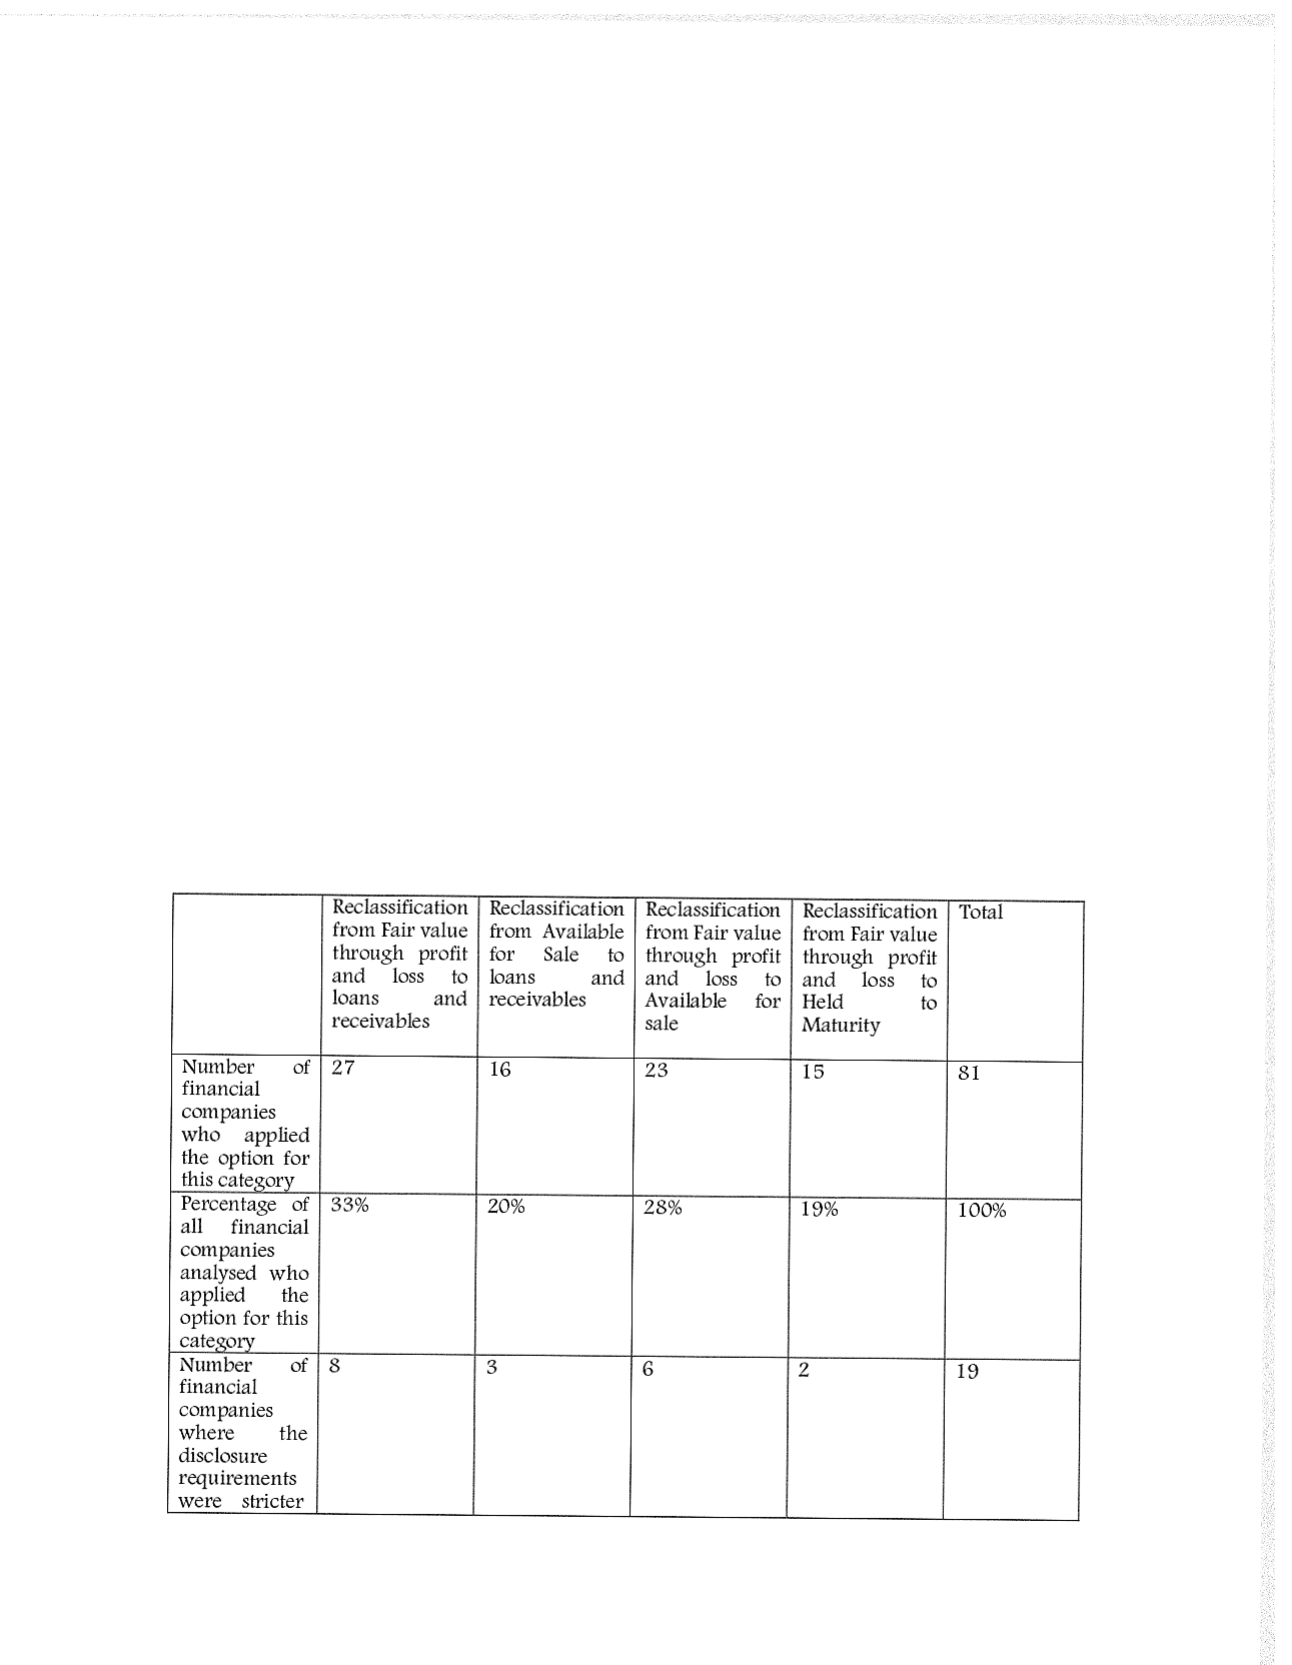 Reclassification
from Fair value
through profit
and loss to
loans and
receivables
Reclassification
from Available
for Sale to
loans and
receivables
Reclassification
from Fair value
through profit
and loss to
Available for
sale
Reclassification
from Fair value
through profit
and loss to
Held to
Maturity
Total
Number of
financial
companies
who applied
the option for
this category
27
16
23
15
81
Percentage of
all financial
companies
analysed who
applied the
option for this
category
33%
20%
28%
19%
100%
Number of
financial
companies
where the
disclosure
requirements
were stricter
8
3
6
2
19